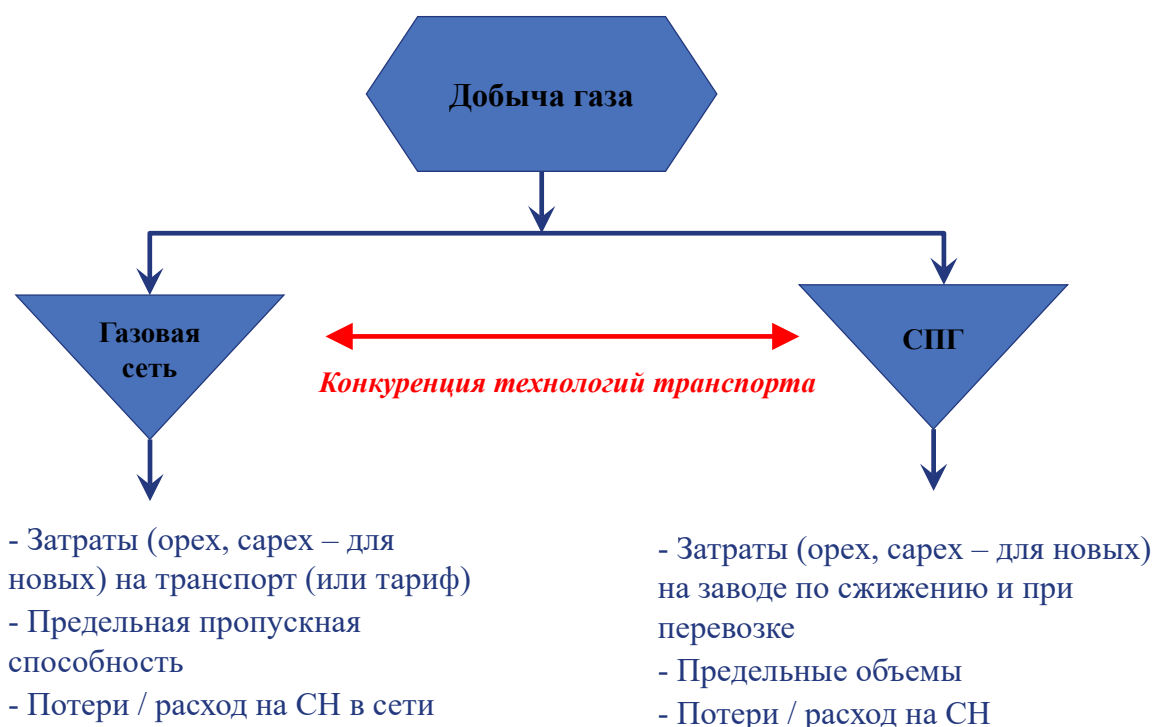 Добыча газа
Газовая
сеть
СПГ
Конкуренция технологий транспорта
- Затраты (opex, capex – для
новых) на транспорт (или тариф)
- Предельная пропускная
способность
- Потери / расход на СН в сети
- Затраты (opex, capex – для новых)
на заводе по сжижению и при
перевозке
- Предельные объемы
- Потери / расход на СН